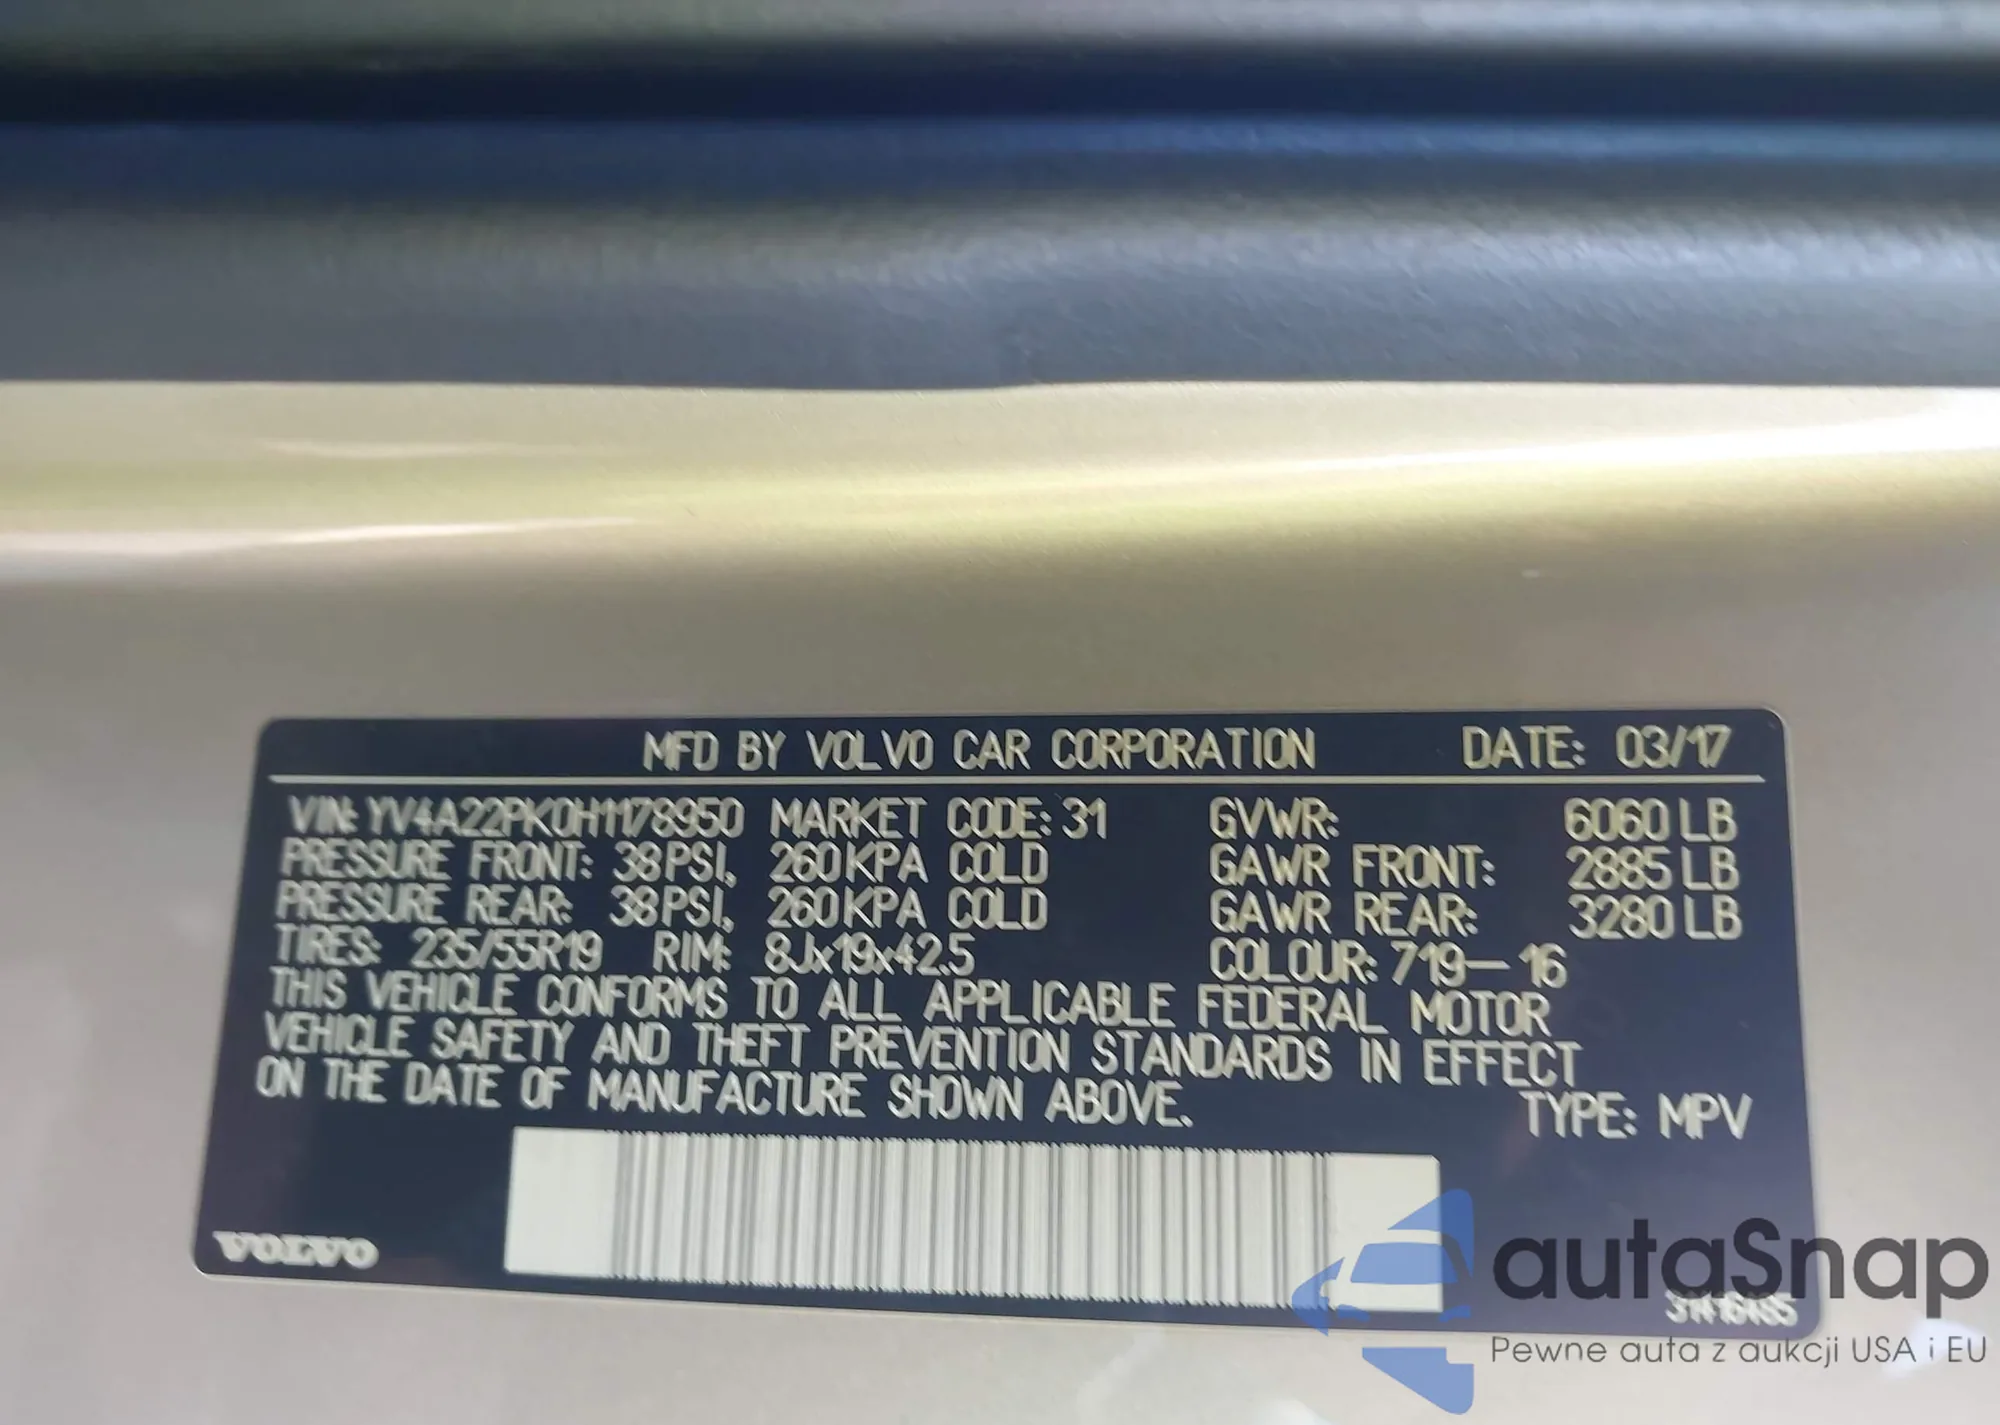 MFD BY VOLVO CAR CORPORATION DATE: 03/17
VIN: YV4A22PK0H1178950 MARKET CODE: 31 GVWR: 6060 LB
PRESSURE FRONT: 38 PSI, 260 KPA COLD GAWR FRONT: 2885 LB
PRESSURE REAR: 38 PSI, 260 KPA COLD GAWR REAR: 3280 LB
TIRES: 235/55R19 RIM: 8Jx19x42.5 COLOUR: 719-16
THIS VEHICLE CONFORMS TO ALL APPLICABLE FEDERAL MOTOR
VEHICLE SAFETY AND THEFT PREVENTION STANDARDS IN EFFECT
ON THE DATE OF MANUFACTURE SHOWN ABOVE.
TYPE: MPV
VOLVO
autaSnap
Pewne auta z aukcji USA i EU